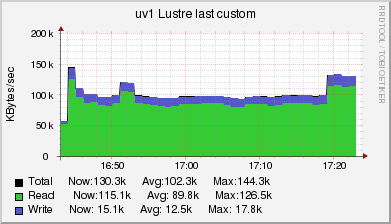 uv1 Lustre last custom
RRDTOOL / TOBI OETIKER
KBytes/sec
200 k
150 k
100 k
50 k
0
16:50 17:00 17:10 17:20
Total Now:130.3k Avg:102.3k Max:144.3k
Read Now:115.1k Avg: 89.8k Max:126.5k
Write Now: 15.1k Avg: 12.5k Max: 17.8k